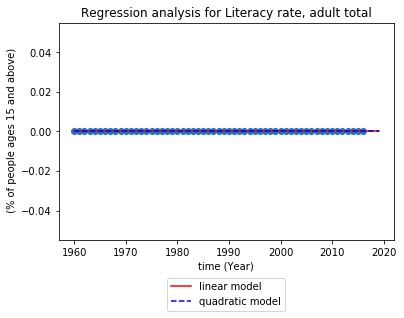 Regression analysis for Literacy rate, adult total
(% of people ages 15 and above)
0.04
0.02
0.00
−0.02
−0.04
1960 1970 1980 1990 2000 2010 2020
time (Year)
linear model
quadratic model